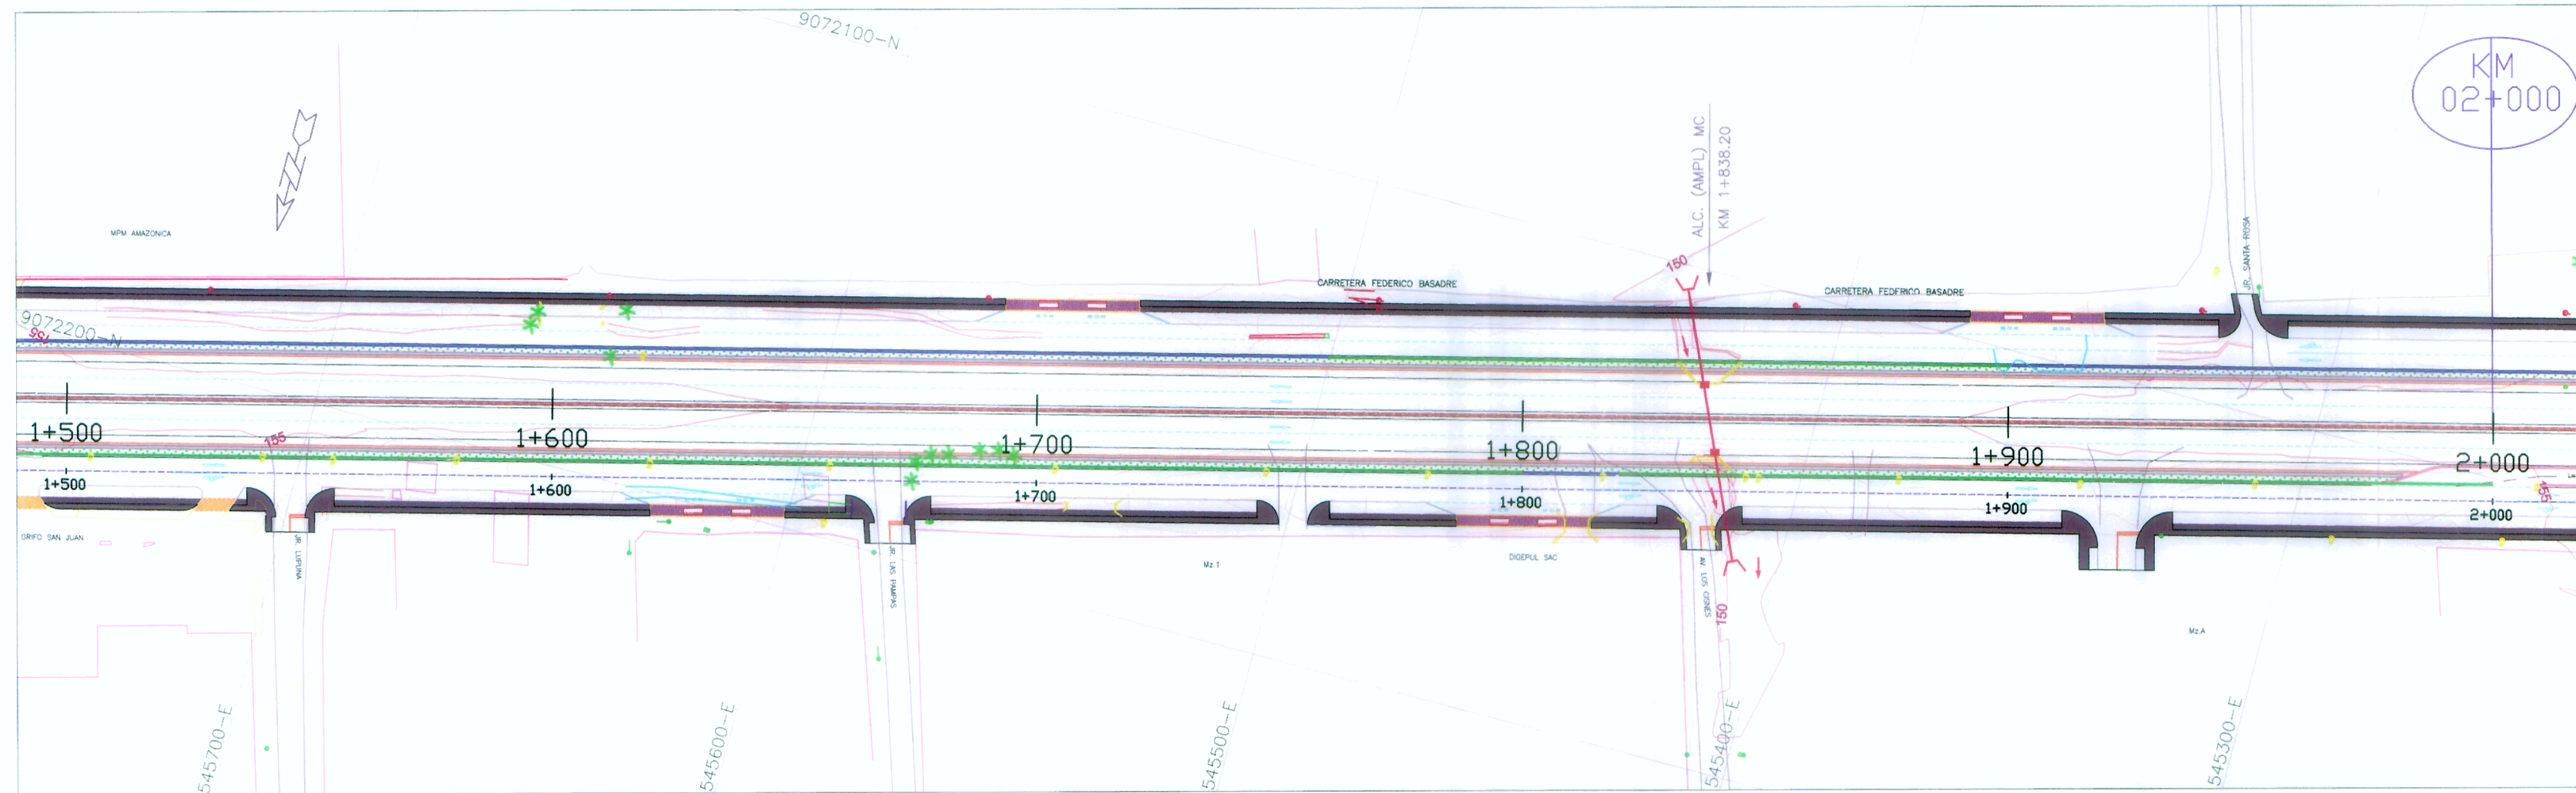 9072100-N
KM
02+000
ALC. (AMPL) MC
KM 1+838.20
MPM AMAZONICA
JR. SANTA ROSA
150
CARRETERA FEDERICO BASADRE
CARRETERA FEDERICO BASADRE
9072200-N
155
1+500
155
1+600
1+700
1+800
1+900
2+000
1+500
1+600
1+700
1+800
1+900
2+000
155
GRIFO SAN JUAN
JR. LUPUNA
JR. LAS PAMPAS
Mz.T
DIGEPUL SAC
AV. LOS CISNES
150
Mz.A
545700-E
545600-E
545500-E
545400-E
545300-E